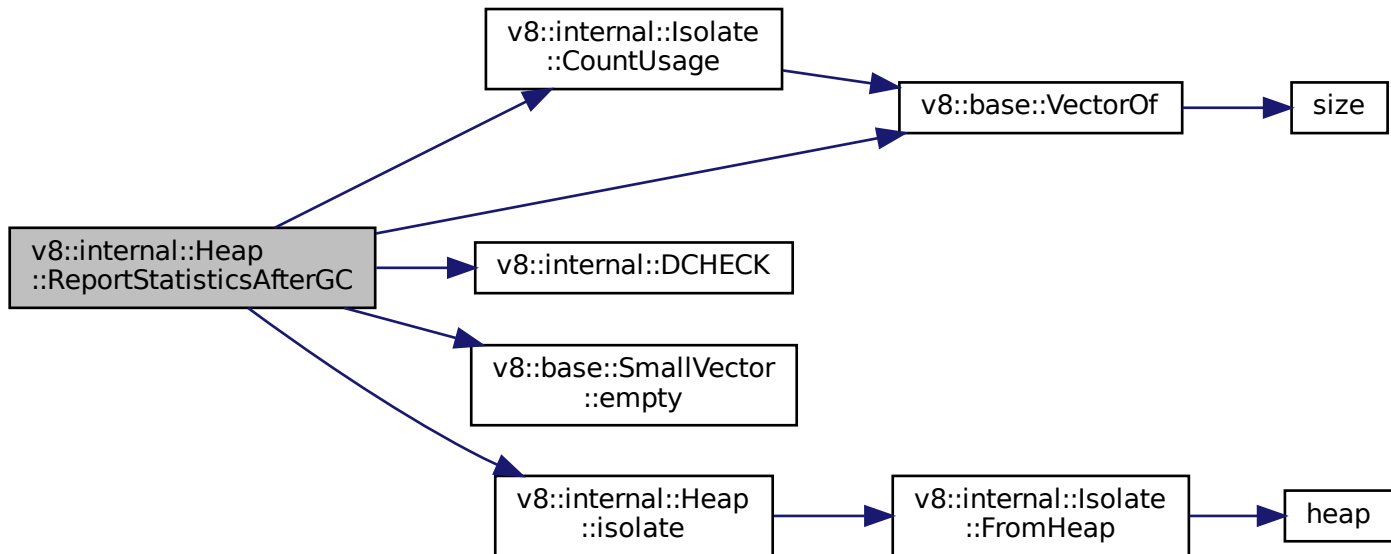 v8::internal::Isolate
::CountUsage
v8::base::VectorOf
size
v8::internal::Heap
::ReportStatisticsAfterGC
v8::internal::DCHECK
v8::base::SmallVector
::empty
v8::internal::Heap
::isolate
v8::internal::Isolate
::FromHeap
heap